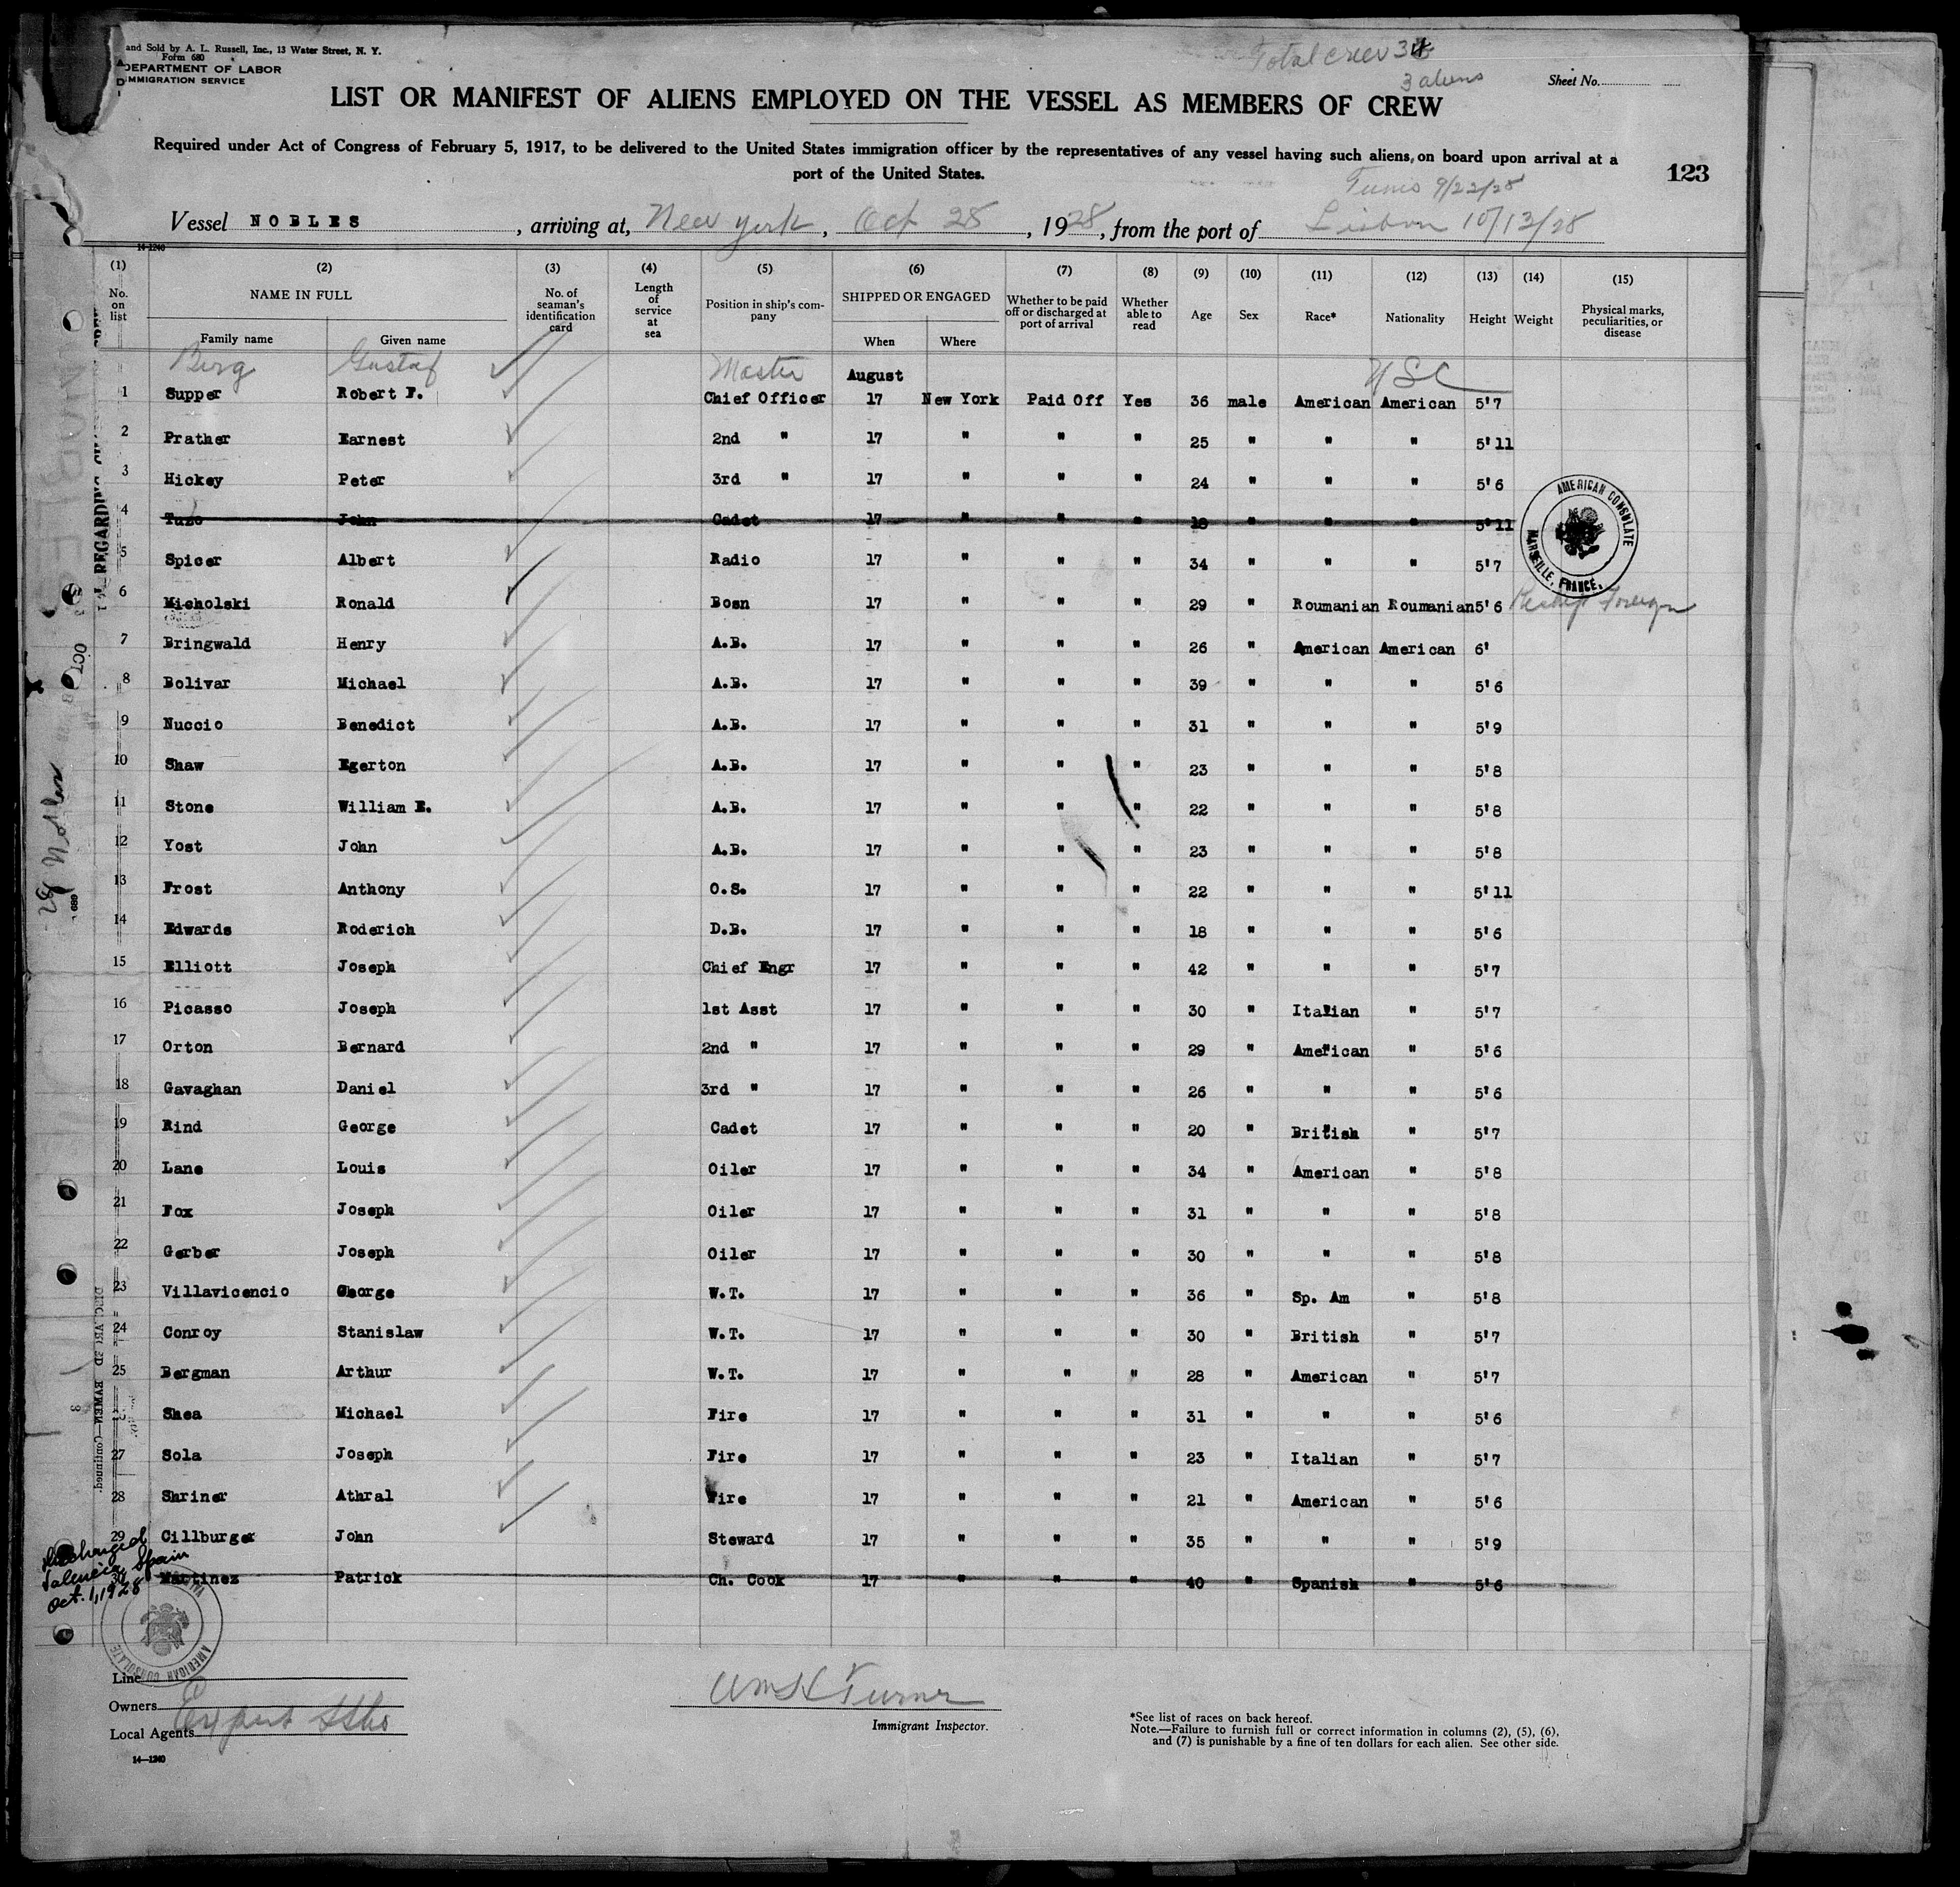 and Sold by A. L. Russell, Inc., 13 Water Street, N. Y.
Form 680
DEPARTMENT OF LABOR
IMMIGRATION SERVICE
Total crew 34
3 aliens
Sheet No.
LIST OR MANIFEST OF ALIENS EMPLOYED ON THE VESSEL AS MEMBERS OF CREW
Required under Act of Congress of February 5, 1917, to be delivered to the United States immigration officer by the representatives of any vessel having such aliens on board upon arrival at a
port of the United States.
123
Tunis 9/22/28
Vessel NOBLES, arriving at, New York, Oct 28, 1928, from the port of Lisbon 10/13/28
14-1240
(1) (2) (3) (4) (5) (6) (7) (8) (9) (10) (11) (12) (13) (14) (15)
No. on list NAME IN FULL Family name Given name No. of seaman's identification card Length of service at sea Position in ship's company SHIPPED OR ENGAGED When Where Whether to be paid off or discharged at port of arrival Whether able to read Age Sex Race* Nationality Height Weight Physical marks, peculiarities, or disease
Berg Gustaf Master USC
August
1 Supper Robert F. Chief Officer 17 New York Paid Off Yes 36 male American American 5'7
2 Prather Earnest 2nd " 17 " " " 25 " " " 5'11
3 Hickey Peter 3rd " 17 " " " 24 " " " 5'6
4 Tuzo John Cadet 17 " " " 18 " " " 5'11
5 Spicer Albert Radio 17 " " " 34 " " " 5'7
6 Micholski Ronald Bosn 17 " " " 29 " Roumanian Roumanian 5'6 Reship Foreign
7 Bringwald Henry A.B. 17 " " " 26 " American American 6'
8 Bolivar Michael A.B. 17 " " " 39 " " " 5'6
9 Nuccio Benedict A.B. 17 " " " 31 " " " 5'9
10 Shaw Egerton A.B. 17 " " " 23 " " " 5'8
11 Stone William E. A.B. 17 " " " 22 " " " 5'8
12 Yost John A.B. 17 " " " 23 " " " 5'8
13 Frost Anthony O.S. 17 " " " 22 " " " 5'11
14 Edwards Roderich D.B. 17 " " " 18 " " " 5'6
15 Elliott Joseph Chief Engr 17 " " " 42 " " " 5'7
16 Picasso Joseph 1st Asst 17 " " " 30 " Italian " 5'7
17 Orton Bernard 2nd " 17 " " " 29 " American " 5'6
18 Gavaghan Daniel 3rd " 17 " " " 26 " " " 5'6
19 Rind George Cadet 17 " " " 20 " British " 5'7
20 Lane Louis Oiler 17 " " " 34 " American " 5'8
21 Fox Joseph Oiler 17 " " " 31 " " " 5'8
22 Gerber Joseph Oiler 17 " " " 30 " " " 5'8
23 Villavicencio George W.T. 17 " " " 36 " Sp. Am " 5'8
24 Conroy Stanislaw W.T. 17 " " " 30 " British " 5'7
25 Bergman Arthur W.T. 17 " " " 28 " American " 5'7
Shea Michael Fire 17 " " " 31 " " " 5'6
27 Sola Joseph Fire 17 " " " 23 " Italian " 5'7
28 Shriner Athral Fire 17 " " " 21 " American " 5'6
29 Cillburger John Steward 17 " " " 35 " " " 5'9
30 Martinez Patrick Ch. Cook 17 " " " 40 " Spanish " 5'6
AMERICAN CONSULATE
MARSEILLE, FRANCE.
Discharged
Valencia, Spain
Oct. 1, 1928
AMERICAN CONSULATE
Line
Owners
Local Agents Export SS Co
14-1240
Wm H Turner
Immigrant Inspector.
*See list of races on back hereof.
Note.—Failure to furnish full or correct information in columns (2), (5), (6),
and (7) is punishable by a fine of ten dollars for each alien. See other side.